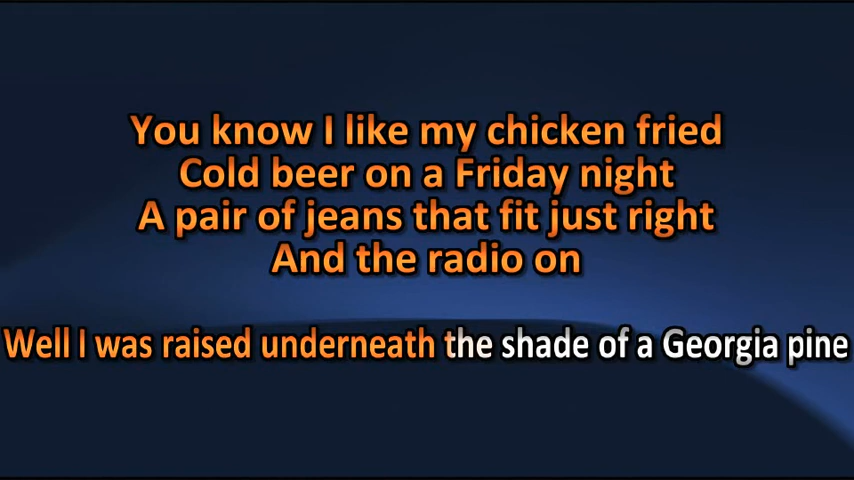 You know I like my chicken fried
Cold beer on a Friday night
A pair of jeans that fit just right
And the radio on
Well I was raised underneath the shade of a Georgia pine